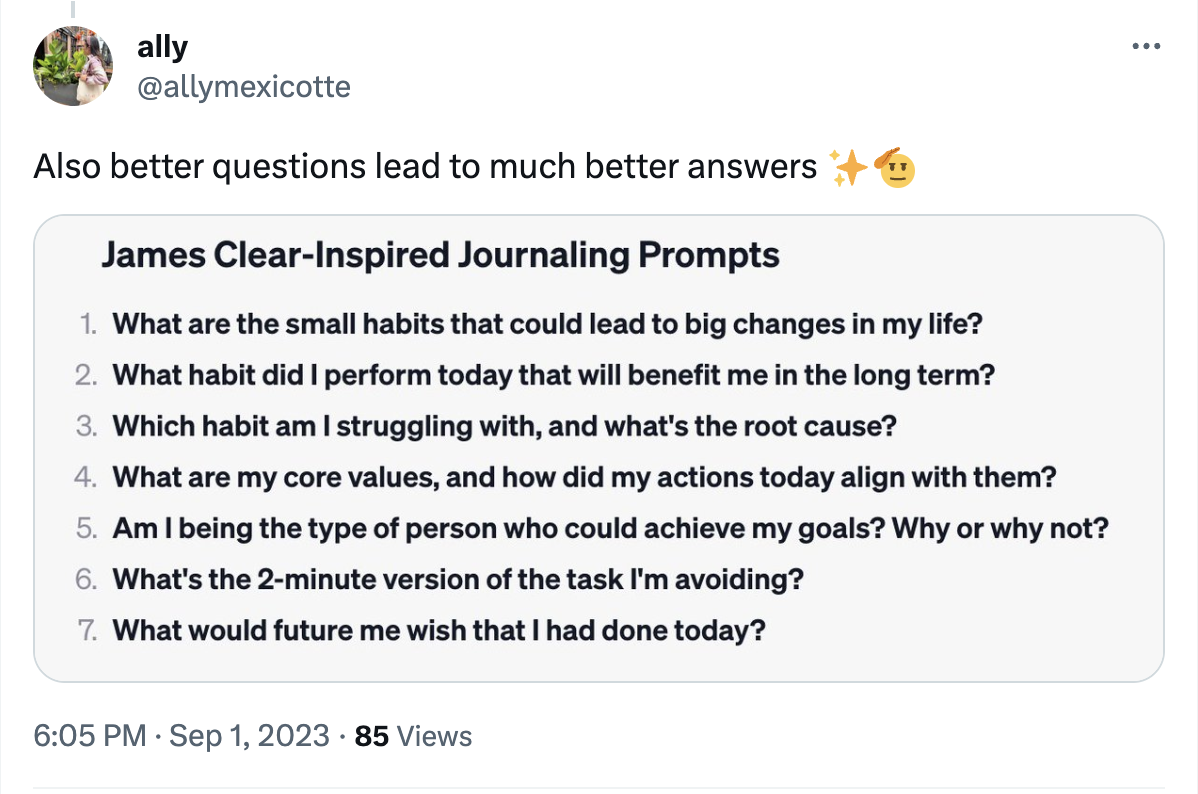 ally
@allymexicotte
Also better questions lead to much better answers ✨🫡
James Clear-Inspired Journaling Prompts
1. What are the small habits that could lead to big changes in my life?
2. What habit did I perform today that will benefit me in the long term?
3. Which habit am I struggling with, and what's the root cause?
4. What are my core values, and how did my actions today align with them?
5. Am I being the type of person who could achieve my goals? Why or why not?
6. What's the 2-minute version of the task I'm avoiding?
7. What would future me wish that I had done today?
6:05 PM · Sep 1, 2023 · 85 Views